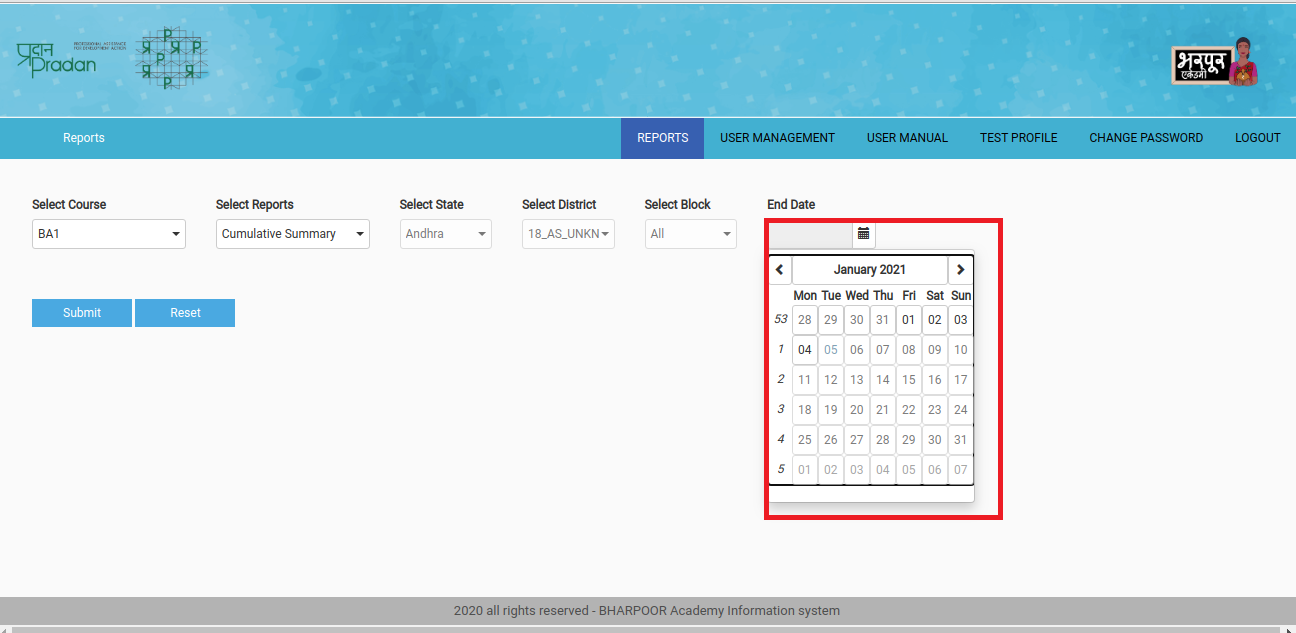 प्रदान
Pradan
PROFESSIONAL ASSISTANCE
FOR DEVELOPMENT ACTION
P
P P P
P
P P
P
भरपूर
एकेडमी
Reports REPORTS USER MANAGEMENT USER MANUAL TEST PROFILE CHANGE PASSWORD LOGOUT
Select Course Select Reports Select State Select District Select Block End Date
BA1 Cumulative Summary Andhra 18_AS_UNKN All
January 2021
Mon Tue Wed Thu Fri Sat Sun
53 28 29 30 31 01 02 03
1 04 05 06 07 08 09 10
2 11 12 13 14 15 16 17
3 18 19 20 21 22 23 24
4 25 26 27 28 29 30 31
5 01 02 03 04 05 06 07
Submit Reset
2020 all rights reserved - BHARPOOR Academy Information system